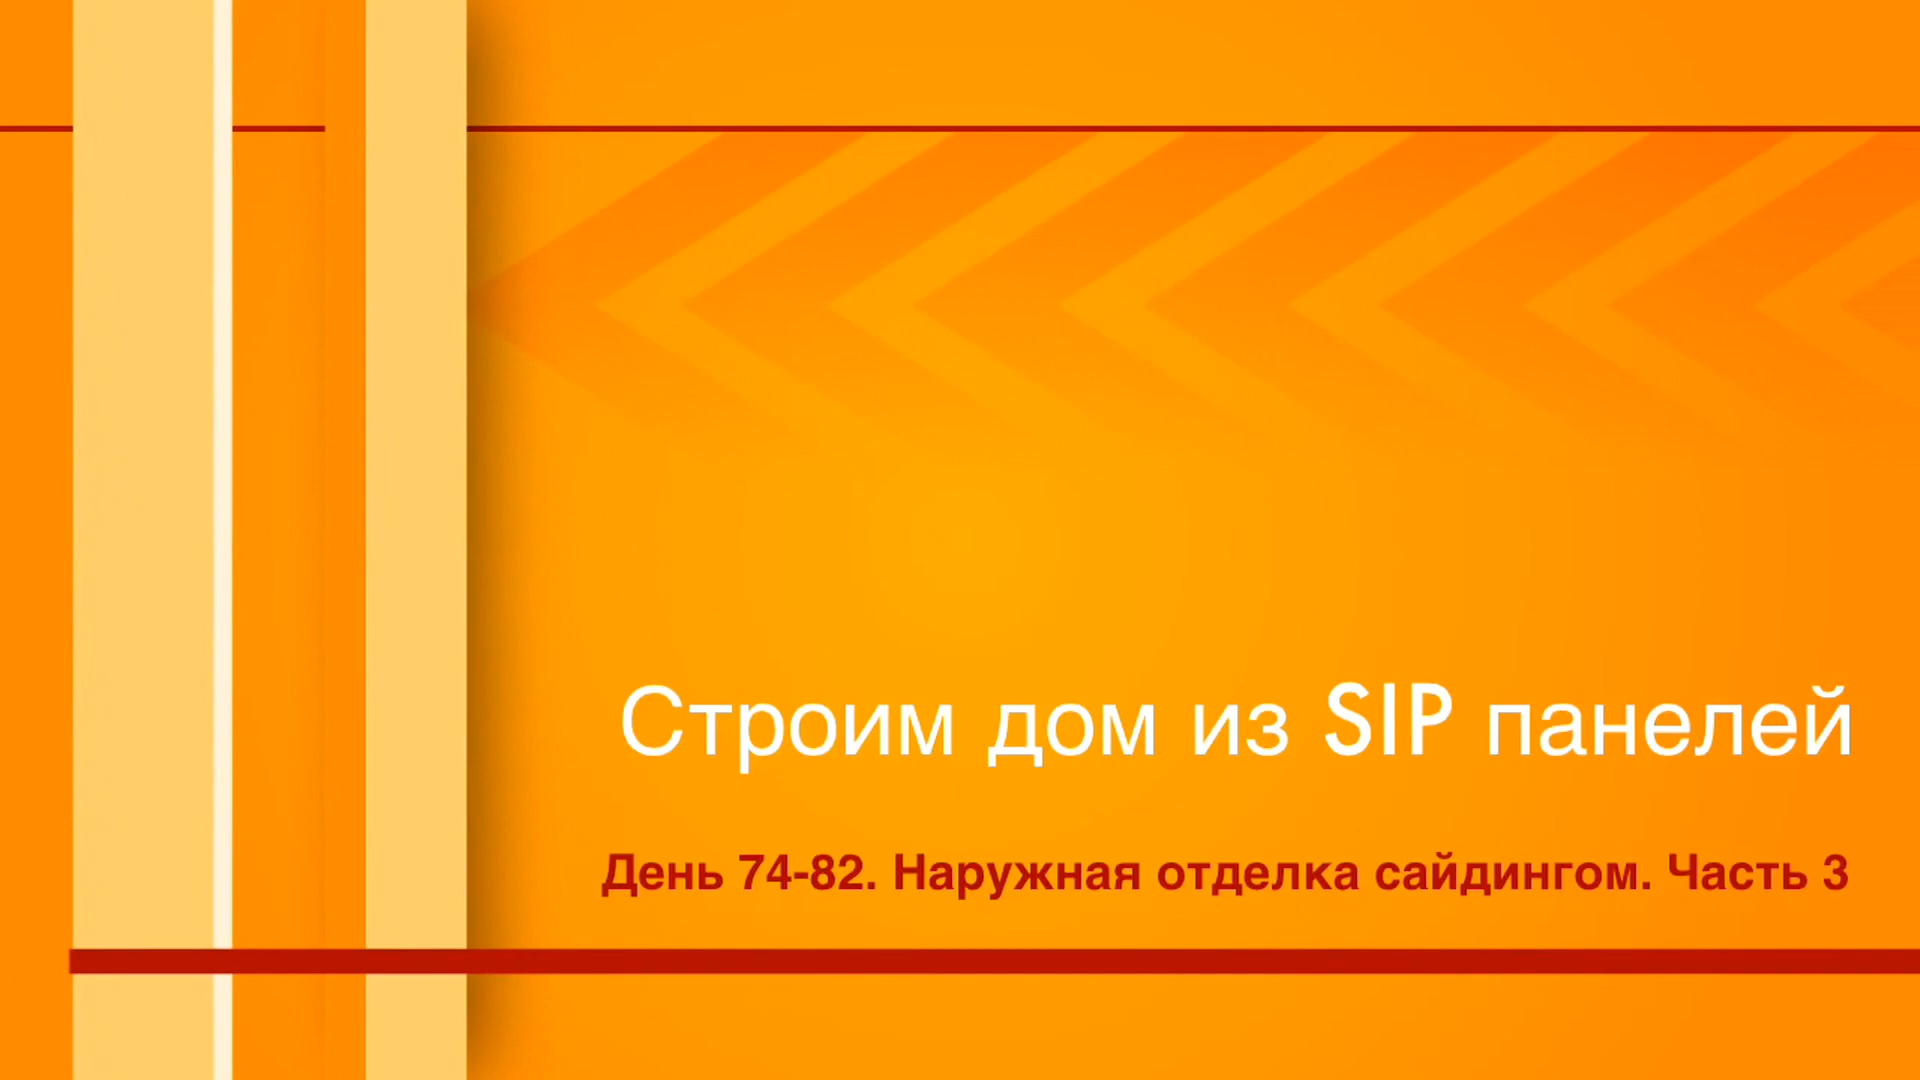 Строим дом из SIP панелей
День 74-82. Наружная отделка сайдингом. Часть 3